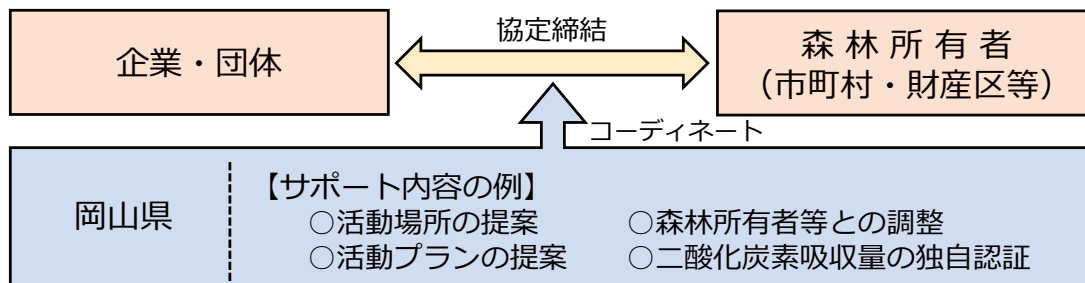 協定締結
企業・団体
森林所有者
（市町村・財産区等）
コーディネート
岡山県
【サポート内容の例】
○活動場所の提案 ○森林所有者等との調整
○活動プランの提案 ○二酸化炭素吸収量の独自認証